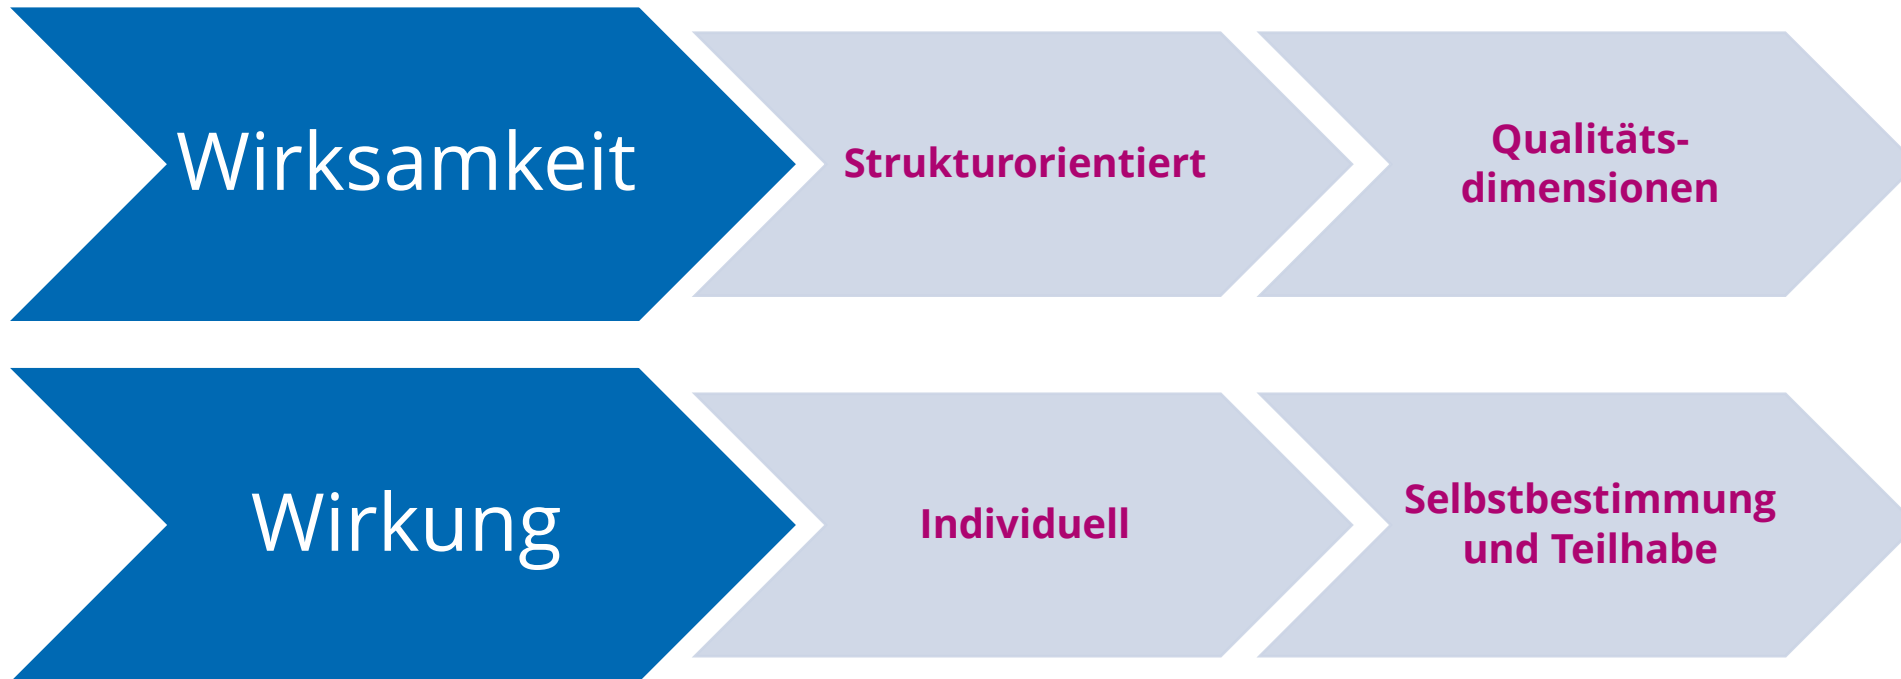 Wirksamkeit
Strukturorientiert
Qualitäts-
dimensionen
Wirkung
Individuell
Selbstbestimmung
und Teilhabe